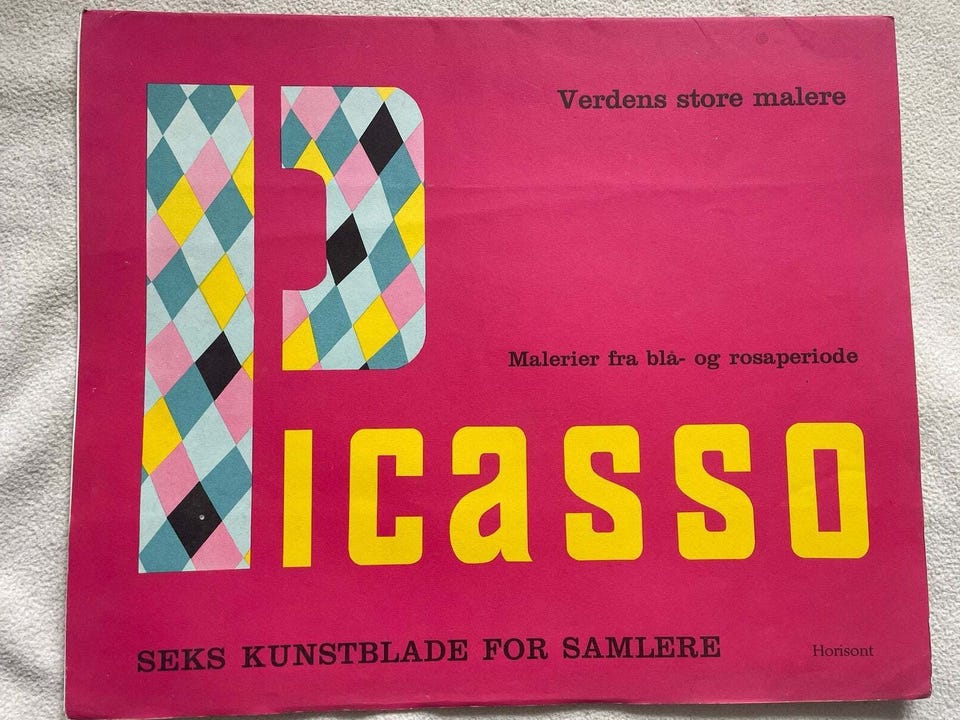 Verdens store malere
Malerier fra blå- og rosaperiode
Picasso
SEKS KUNSTBLADE FOR SAMLERE
Horisont